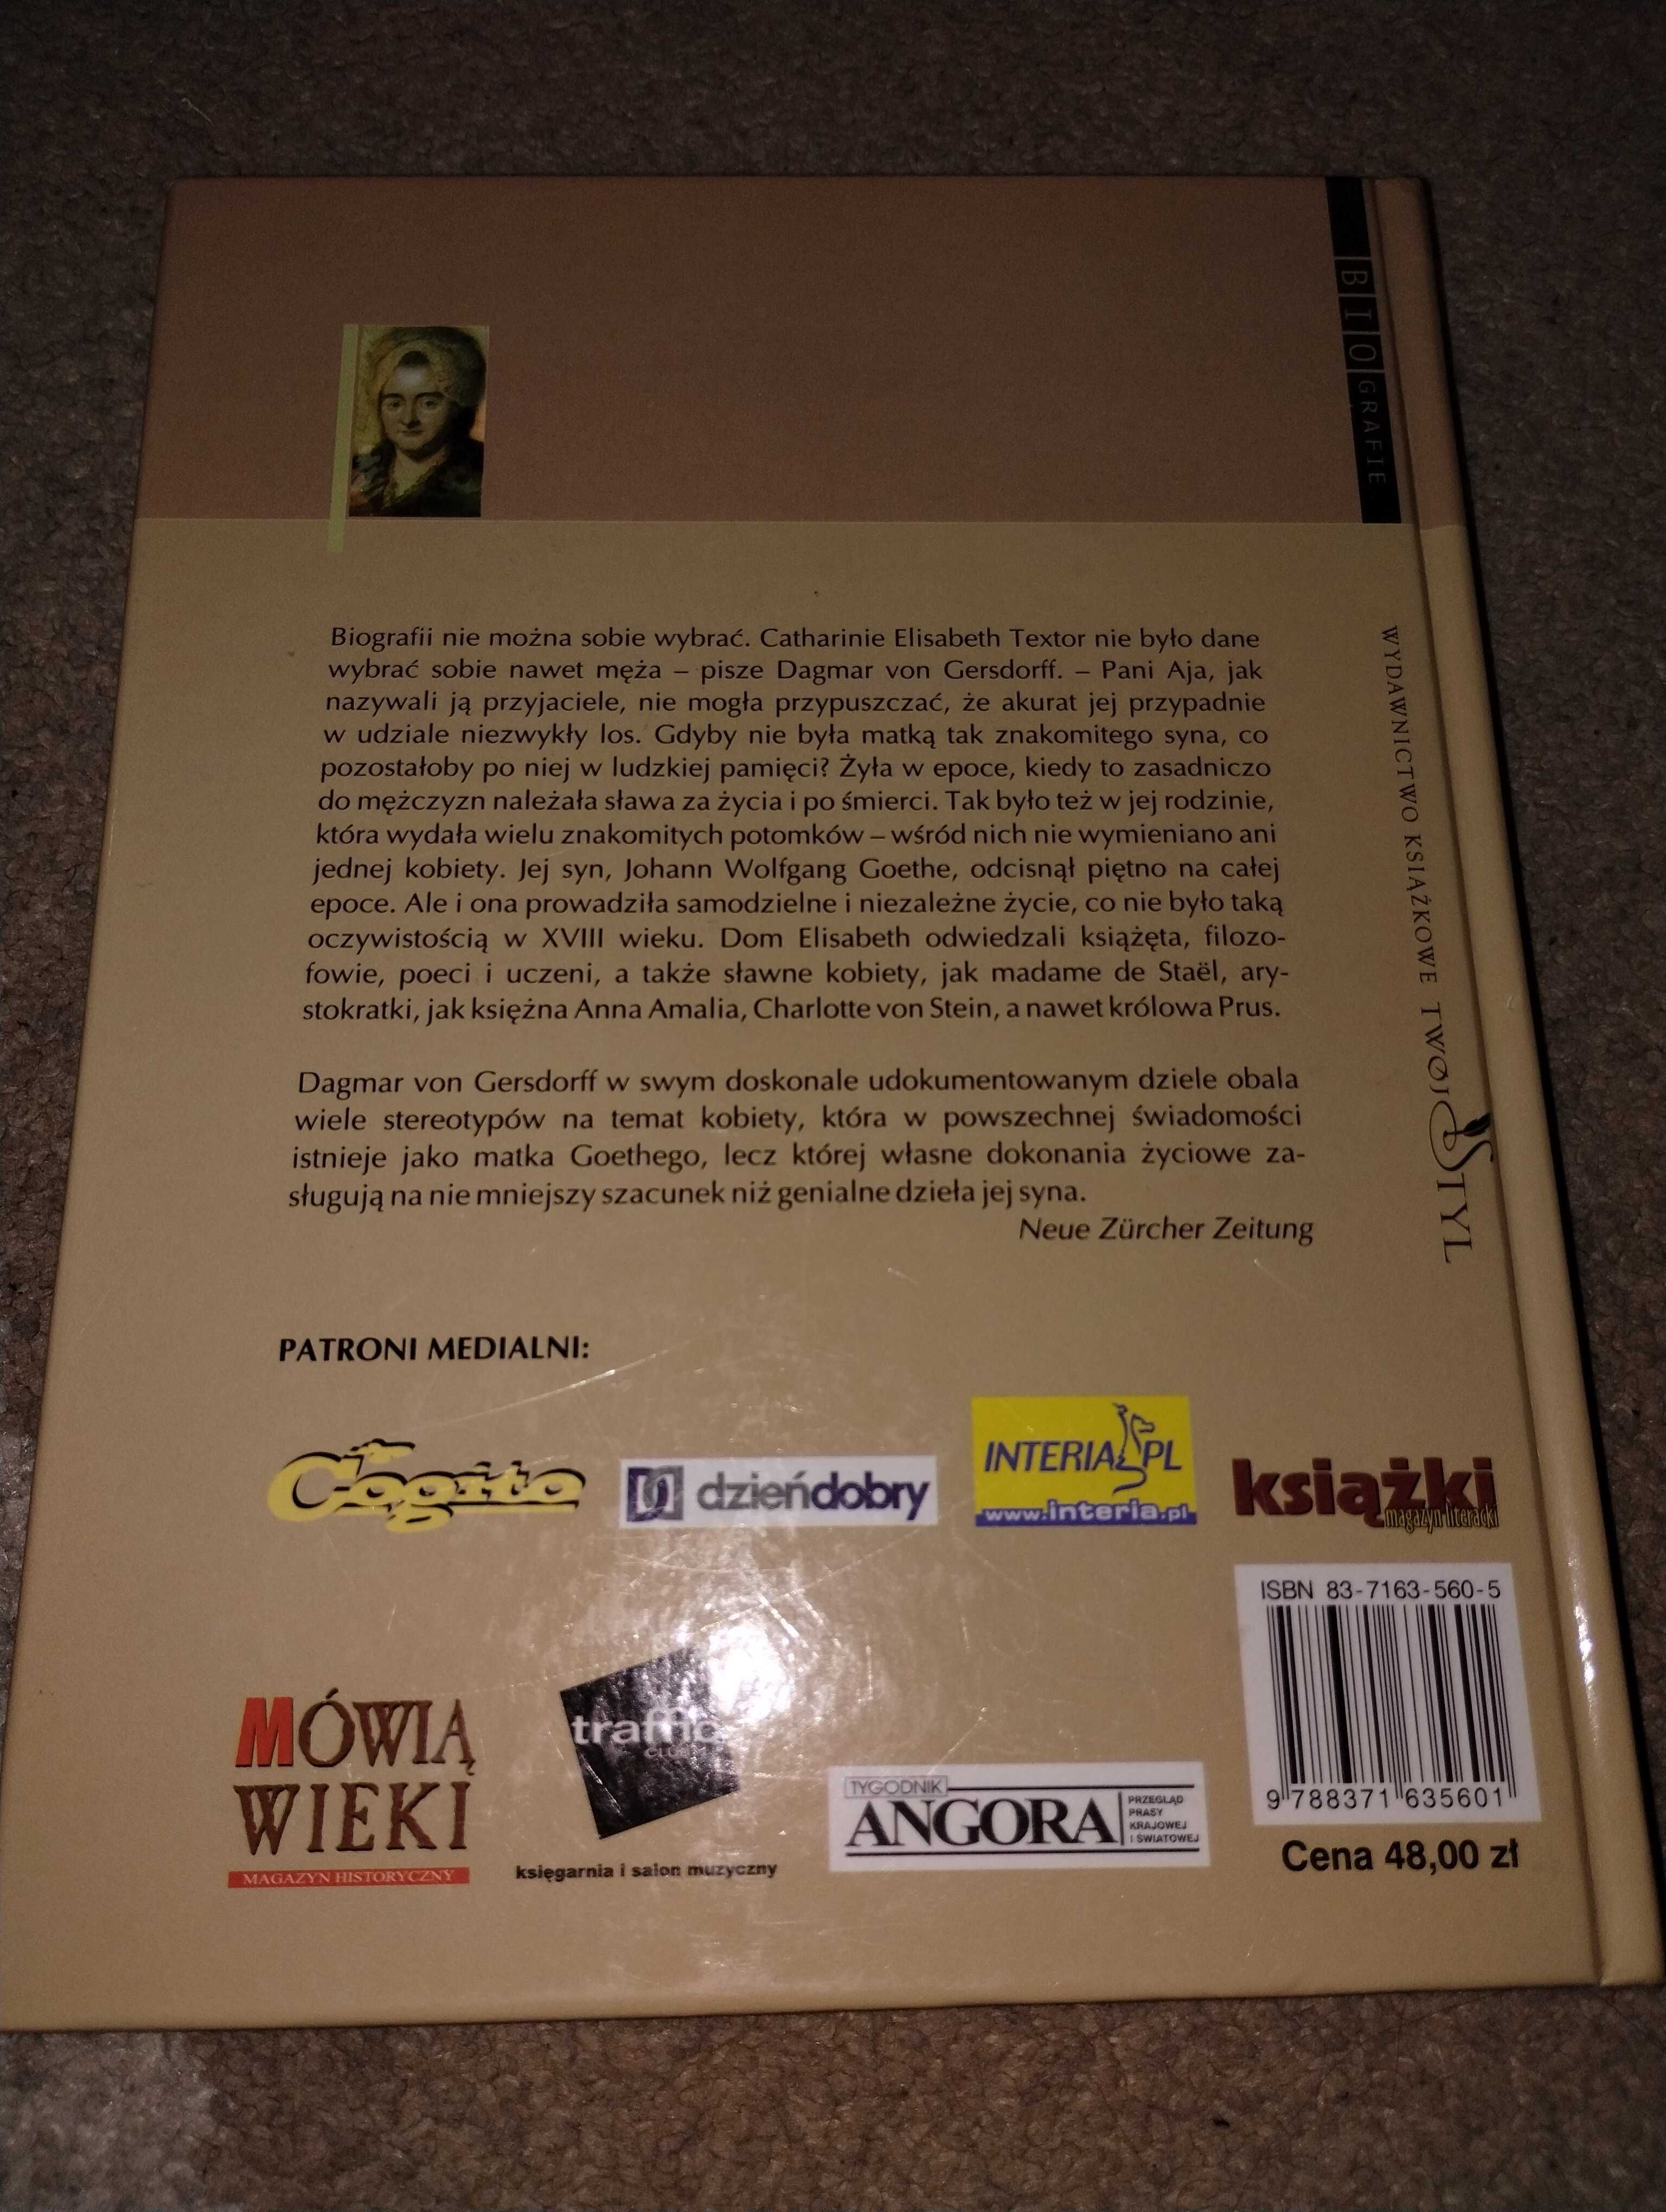 BIOGRAFIE
Biografii nie można sobie wybrać. Catharinie Elisabeth Textor nie było dane
wybrać sobie nawet męża – pisze Dagmar von Gersdorff. – Pani Aja, jak
nazywali ją przyjaciele, nie mogła przypuszczać, że akurat jej przypadnie
w udziale niezwykły los. Gdyby nie była matką tak znakomitego syna, co
pozostałoby po niej w ludzkiej pamięci? Żyła w epoce, kiedy to zasadniczo
do mężczyzn należała sława za życia i po śmierci. Tak było też w jej rodzinie,
która wydała wielu znakomitych potomków – wśród nich nie wymieniano ani
jednej kobiety. Jej syn, Johann Wolfgang Goethe, odcisnął piętno na całej
epoce. Ale i ona prowadziła samodzielne i niezależne życie, co nie było taką
oczywistością w XVIII wieku. Dom Elisabeth odwiedzali książęta, filozo-
fowie, poeci i uczeni, a także sławne kobiety, jak madame de Staël, ary-
stokratki, jak księżna Anna Amalia, Charlotte von Stein, a nawet królowa Prus.
Dagmar von Gersdorff w swym doskonale udokumentowanym dziele obala
wiele stereotypów na temat kobiety, która w powszechnej świadomości
istnieje jako matka Goethego, lecz której własne dokonania życiowe za-
sługują na nie mniejszy szacunek niż genialne dzieła jej syna.
Neue Zürcher Zeitung
WYDAWNICTWO KSIĄŻKOWE TWÓJ STYL
PATRONI MEDIALNI:
Cogito
dzieńdobry
INTERIA.PL
www.interia.pl
książki
magazyn literacki
ISBN 83-7163-560-5
9 788371 635601
Cena 48,00 zł
MÓWIĄ
WIEKI
MAGAZYN HISTORYCZNY
traffic
CLUB
księgarnia i salon muzyczny
TYGODNIK
ANGORA
PRZEGLĄD
PRASY
KRAJOWEJ
I ŚWIATOWEJ